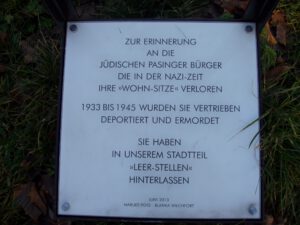 ZUR ERINNERUNG
AN DIE
JÜDISCHEN PASINGER BÜRGER
DIE IN DER NAZI-ZEIT
IHRE »WOHN-SITZE« VERLOREN
1933 BIS 1945 WURDEN SIE VERTRIEBEN
DEPORTIERT UND ERMORDET
SIE HABEN
IN UNSEREM STADTTEIL
»LEER-STELLEN«
HINTERLASSEN